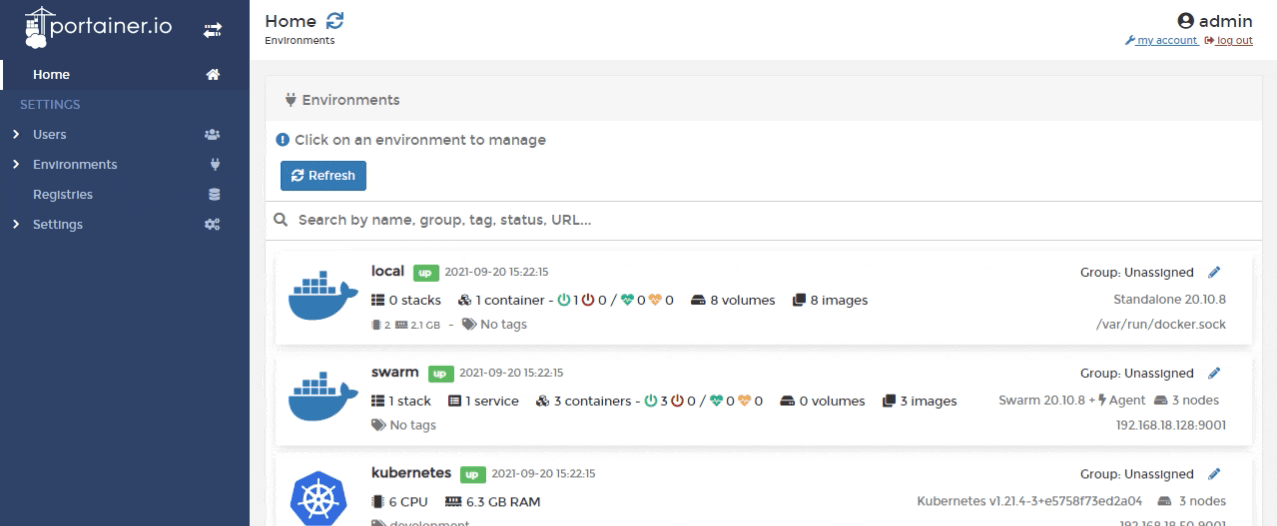 portainer.io
Home
SETTINGS
Users
Environments
Registries
Settings
Home
Environments
admin
my account log out
Environments
Click on an environment to manage
Refresh
Search by name, group, tag, status, URL...
local up 2021-09-20 15:22:15 Group: Unassigned
0 stacks 1 container - 1 0 / 0 0 8 volumes 8 images Standalone 20.10.8
2 2.1 GB - No tags /var/run/docker.sock
swarm up 2021-09-20 15:22:15 Group: Unassigned
1 stack 1 service 3 containers - 3 0 / 0 0 0 volumes 3 images Swarm 20.10.8 + Agent 3 nodes
No tags 192.168.18.128:9001
kubernetes up 2021-09-20 15:22:15 Group: Unassigned
6 CPU 6.3 GB RAM Kubernetes v1.21.4-3+e5758f73ed2a04 3 nodes
development 192.168.18.50:9001